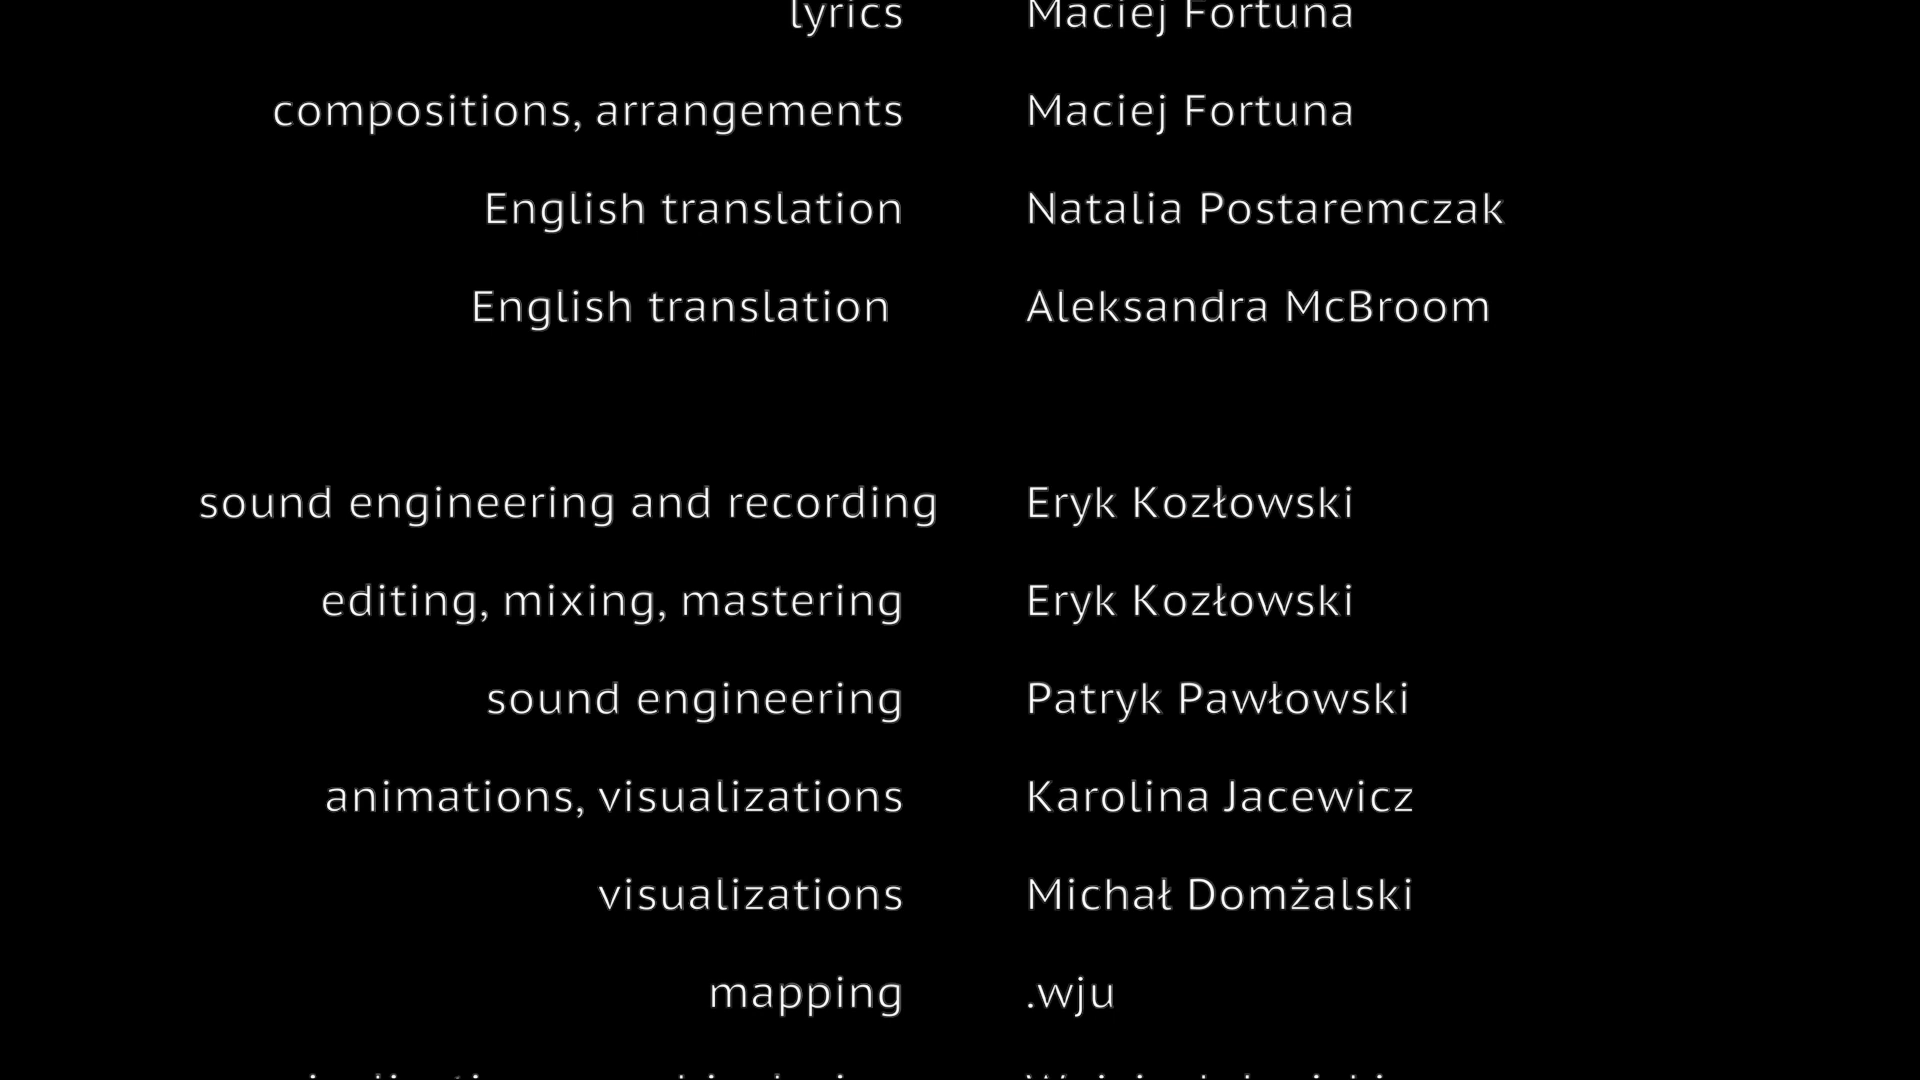 lyrics Maciej Fortuna
compositions, arrangements Maciej Fortuna
English translation Natalia Postaremczak
English translation Aleksandra McBroom
sound engineering and recording Eryk Kozłowski
editing, mixing, mastering Eryk Kozłowski
sound engineering Patryk Pawłowski
animations, visualizations Karolina Jacewicz
visualizations Michał Domżalski
mapping .wju